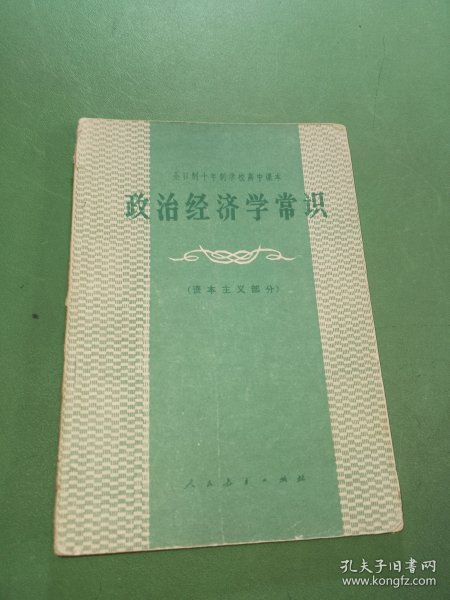 全日制十年制学校高中课本
政治经济学常识
(资本主义部分)
人民教育出版社
孔夫子旧书网
www.kongfz.com